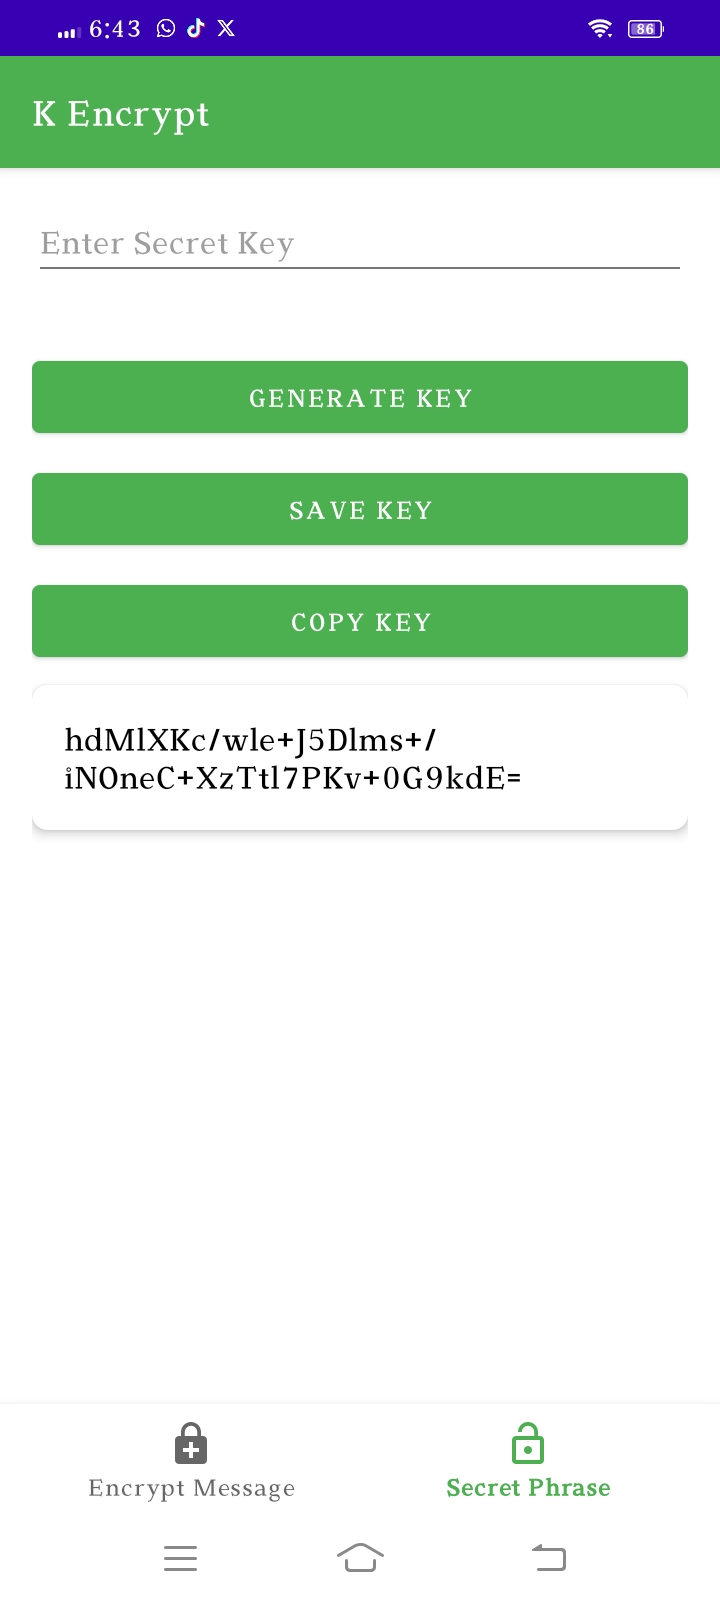 6:43
86
K Encrypt
Enter Secret Key
GENERATE KEY
SAVE KEY
COPY KEY
hdMlXKc/wle+J5Dlms+/
iNOneC+XzTtl7PKv+0G9kdE=
Encrypt Message
Secret Phrase